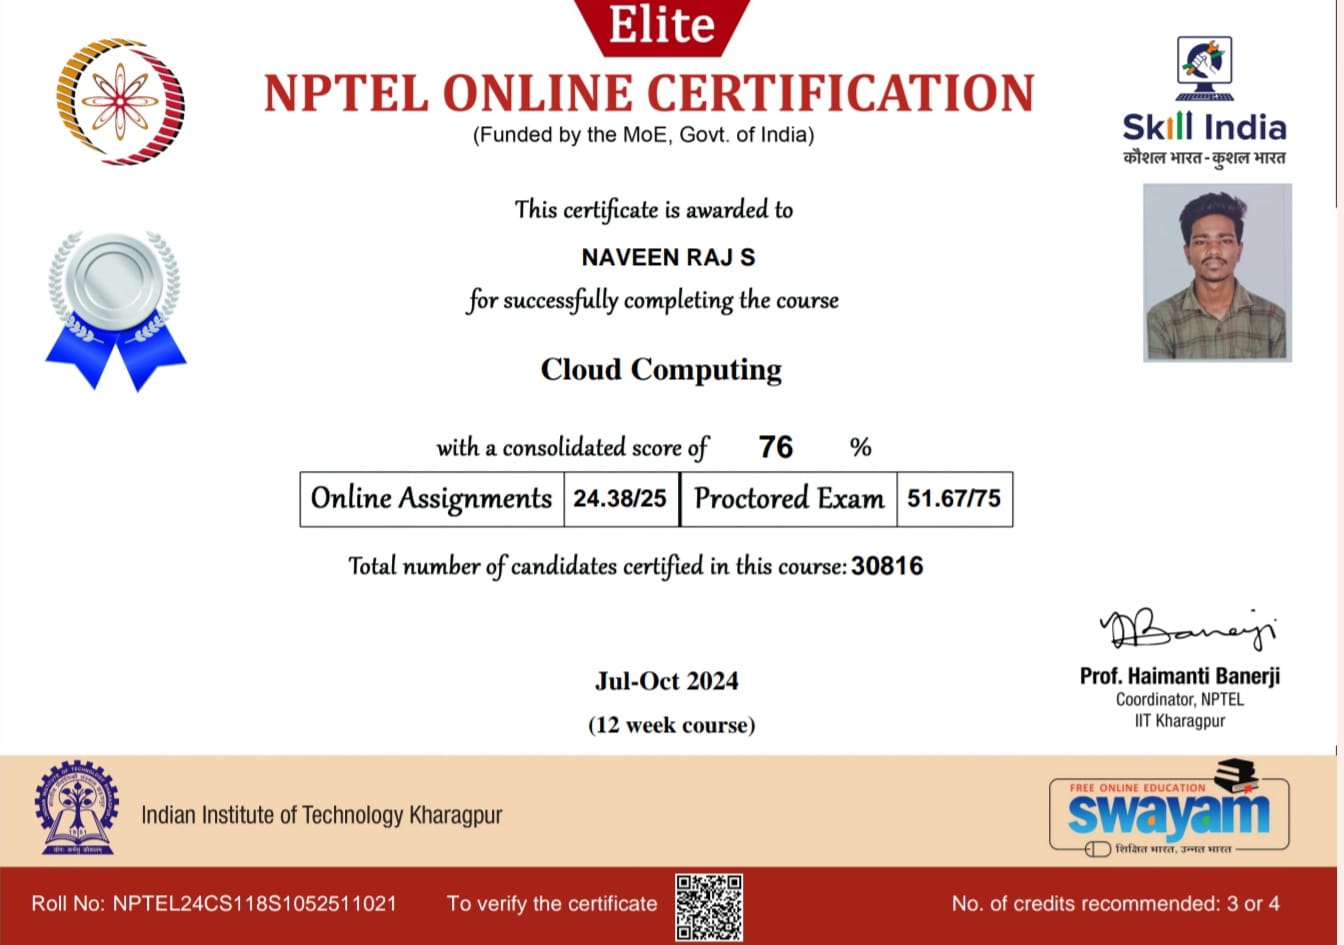 Elite
NPTEL ONLINE CERTIFICATION
(Funded by the MoE, Govt. of India)
Skill India
कौशल भारत - कुशल भारत
This certificate is awarded to
NAVEEN RAJ S
for successfully completing the course
Cloud Computing
with a consolidated score of 76 %
Online Assignments 24.38/25 Proctored Exam 51.67/75
Total number of candidates certified in this course: 30816
Jul-Oct 2024
(12 week course)
Prof. Haimanti Banerji
Coordinator, NPTEL
IIT Kharagpur
Indian Institute of Technology Kharagpur
FREE ONLINE EDUCATION
swayam
शिक्षित भारत, उन्नत भारत
Roll No: NPTEL24CS118S1052511021
To verify the certificate
No. of credits recommended: 3 or 4